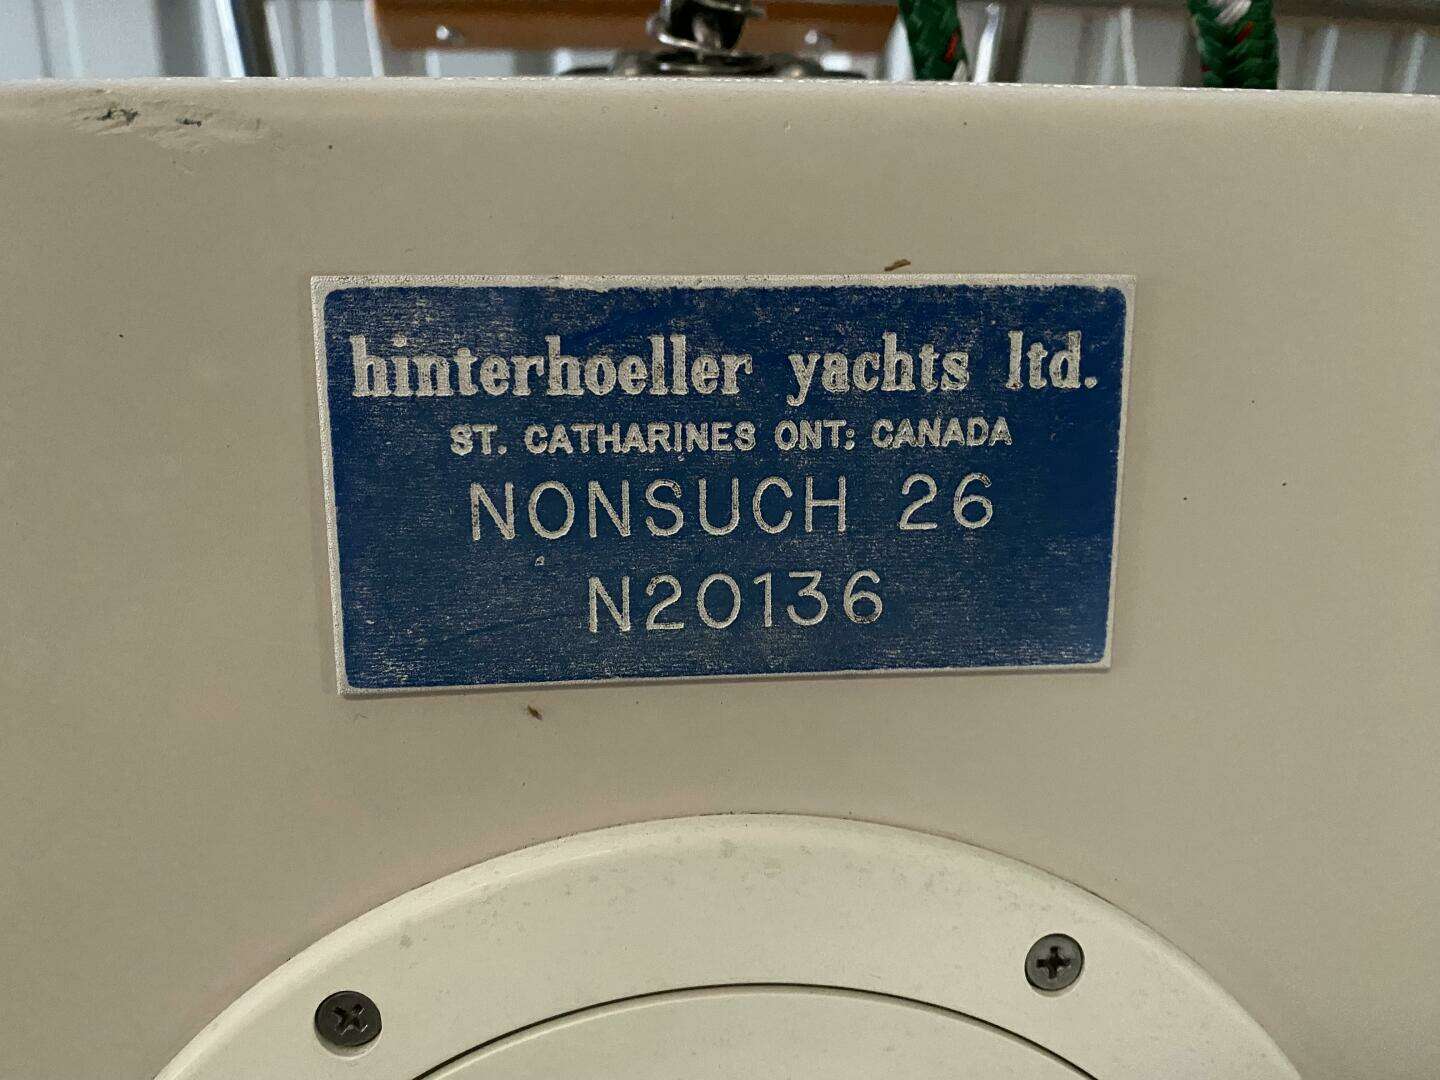 hinterhoeller yachts ltd.
ST. CATHARINES ONT; CANADA
NONSUCH 26
N20136